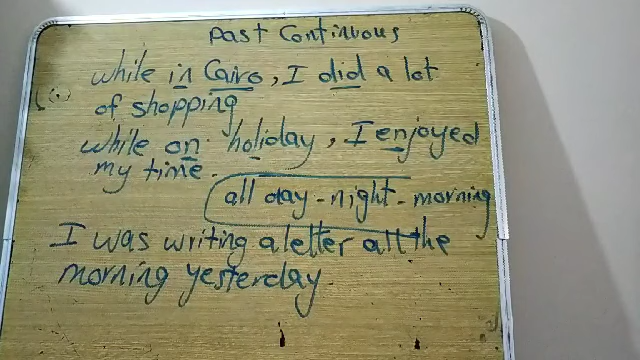 past Continuous
while in Cairo, I did a lot
of shopping
while on holiday, I enjoyed
my time.
all day - night - morning
I was writing a letter all the
morning yesterday